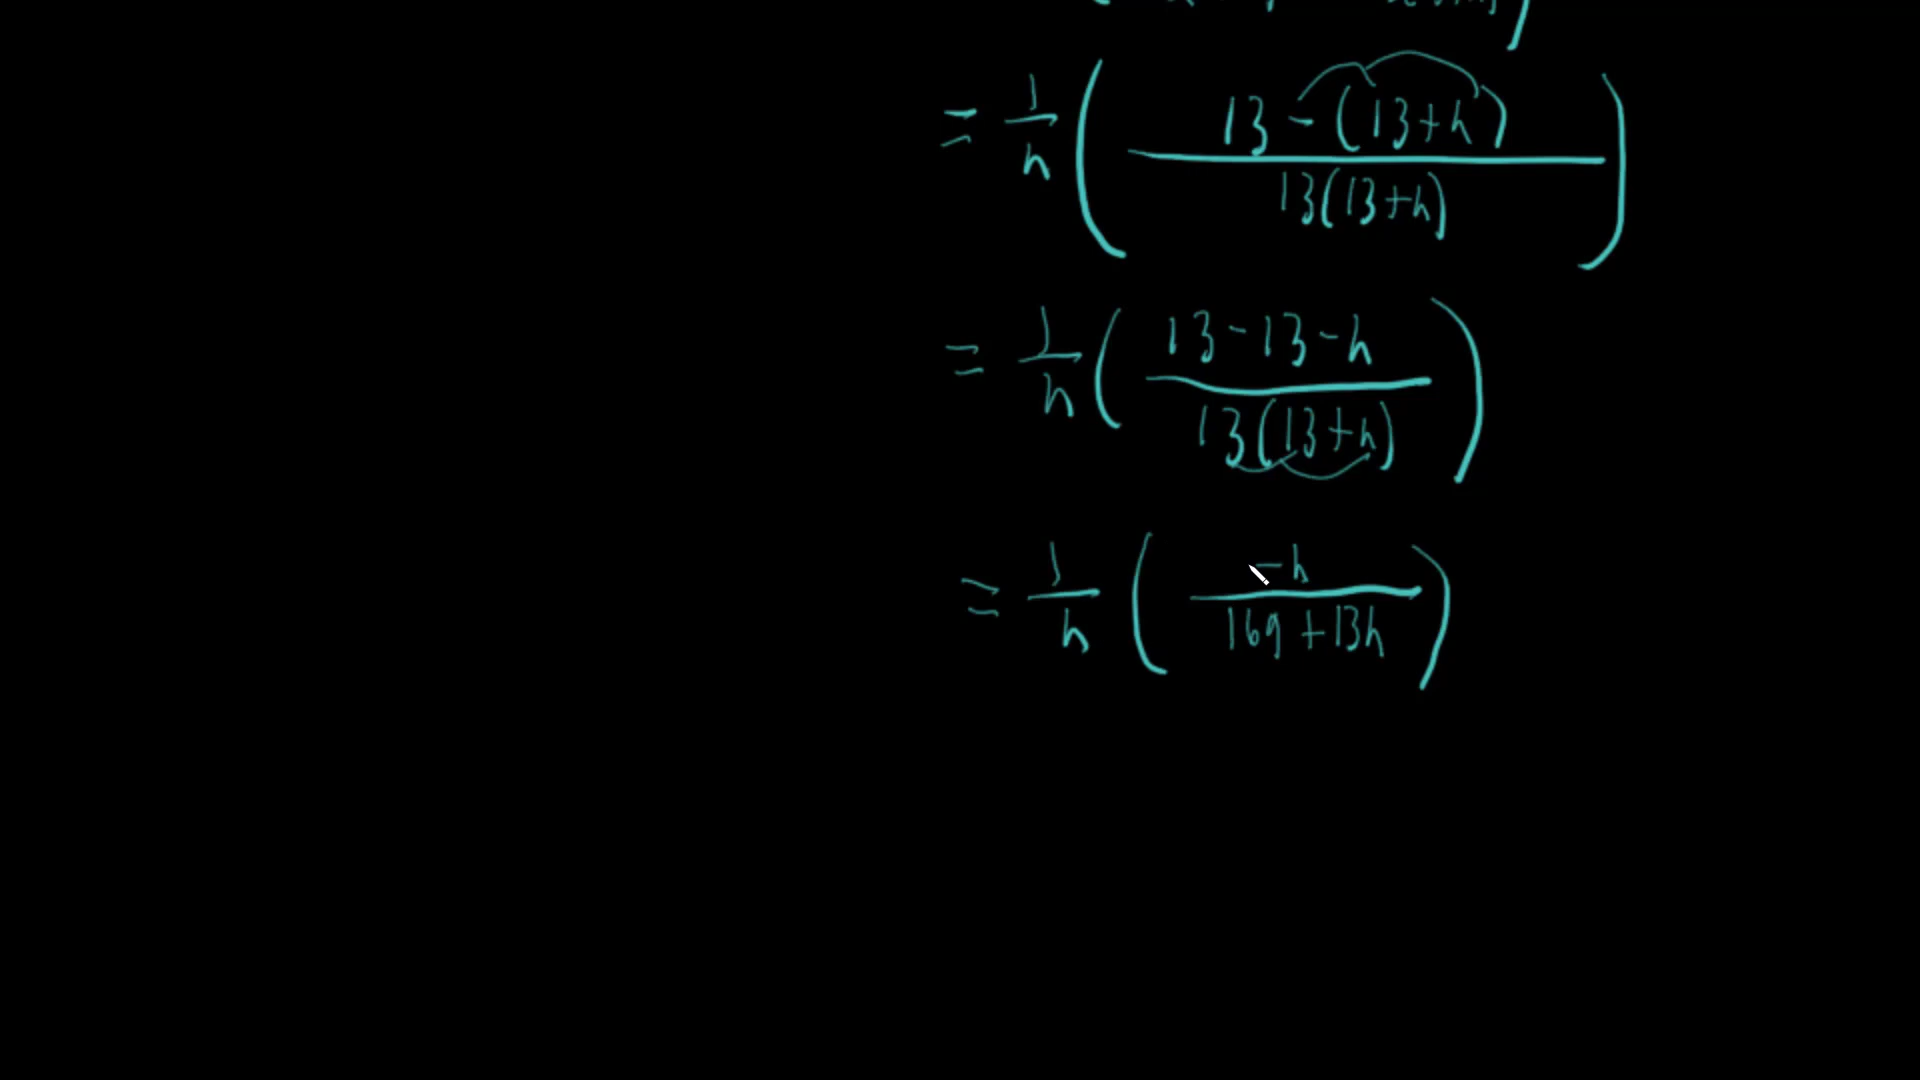 = 1/h ( (13 - (13+h)) / (13(13+h)) )
= 1/h ( (13 - 13 - h) / (13(13+h)) )
= 1/h ( -h / (169 + 13h) )